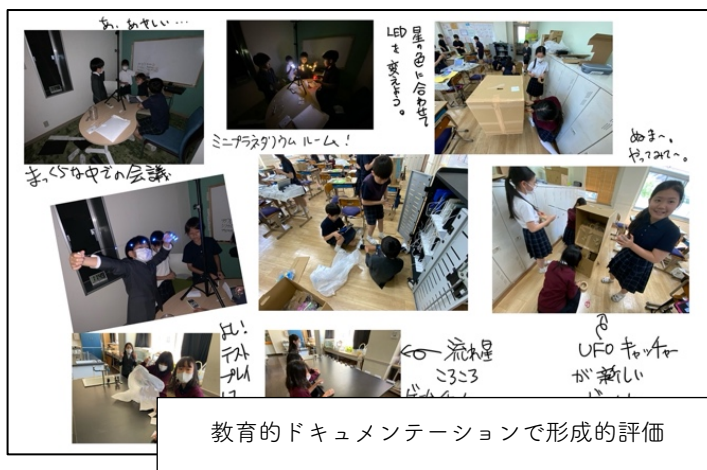 あ、あやしい…
まっくらな中での会議
ミニプラネタリウム ルーム!
星の色に合わせて
LEDを変えよう。
ぬま〜。
やってみて〜。
よし!
テスト
プレイ
流れ星
ころころ
UFOキャッチャー
が新しい
教育的ドキュメンテーションで形成的評価